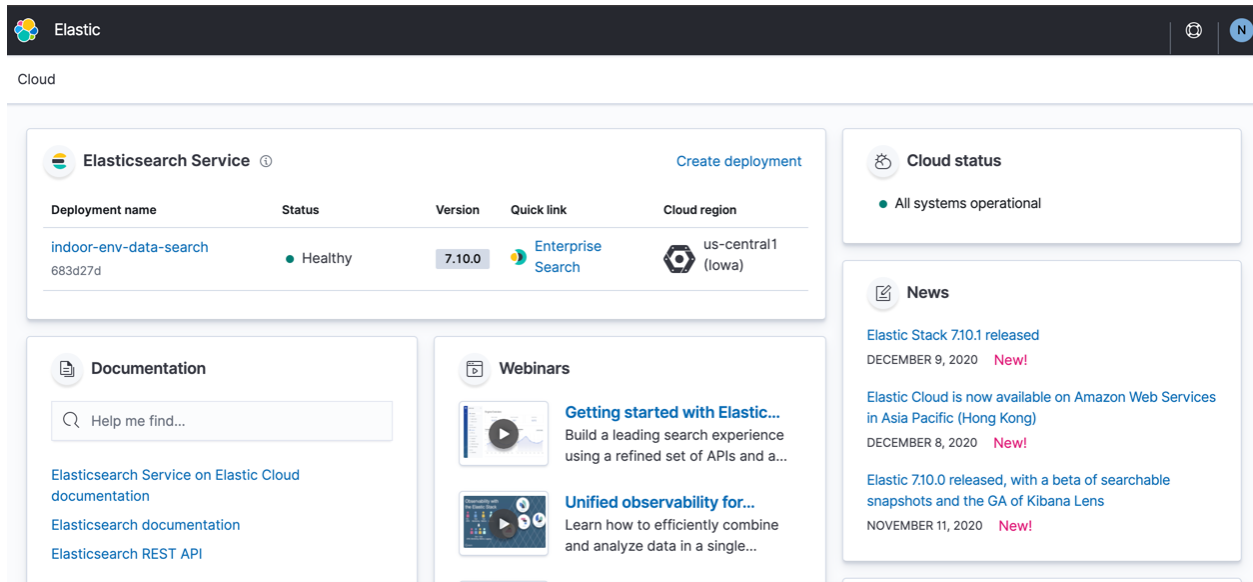 Elastic
N
Cloud
Elasticsearch Service
Create deployment
Deployment name
Status
Version
Quick link
Cloud region
indoor-env-data-search
683d27d
Healthy
7.10.0
Enterprise
Search
us-central1
(Iowa)
Cloud status
All systems operational
News
Elastic Stack 7.10.1 released
DECEMBER 9, 2020 New!
Elastic Cloud is now available on Amazon Web Services
in Asia Pacific (Hong Kong)
DECEMBER 8, 2020 New!
Elastic 7.10.0 released, with a beta of searchable
snapshots and the GA of Kibana Lens
NOVEMBER 11, 2020 New!
Documentation
Help me find...
Elasticsearch Service on Elastic Cloud
documentation
Elasticsearch documentation
Elasticsearch REST API
Webinars
Getting started with Elastic...
Build a leading search experience
using a refined set of APIs and a...
Unified observability for...
Learn how to efficiently combine
and analyze data in a single...
Observability with
the Elastic Stack